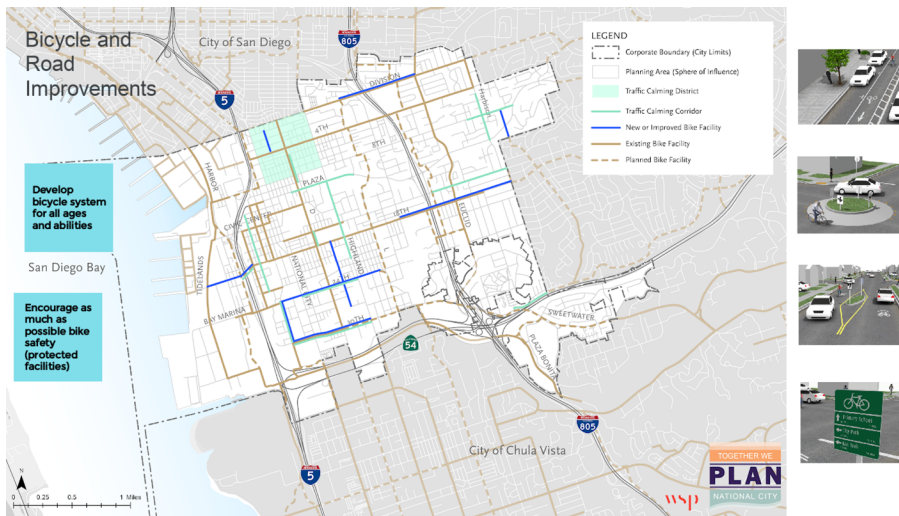 Bicycle and
Road
Improvements
City of San Diego
805
5
LEGEND
Corporate Boundary (City Limits)
Planning Area (Sphere of Influence)
Traffic Calming District
Traffic Calming Corridor
New or Improved Bike Facility
Existing Bike Facility
Planned Bike Facility
DIVISION
Harbison
4TH
8TH
HARBOR
PLAZA
D
18TH
EUCLID
CIVIC CENTER
HIGHLAND
NATIONAL CITY
TIDELANDS
BAY MARINA
30TH
SWEETWATER
PLAZA BONITA
54
Develop
bicycle system
for all ages
and abilities
San Diego Bay
Encourage as
much as
possible bike
safety
(protected
facilities)
805
City of Chula Vista
5
N
0 0.25 0.5 1 Miles
wsp
TOGETHER WE
PLAN
NATIONAL CITY